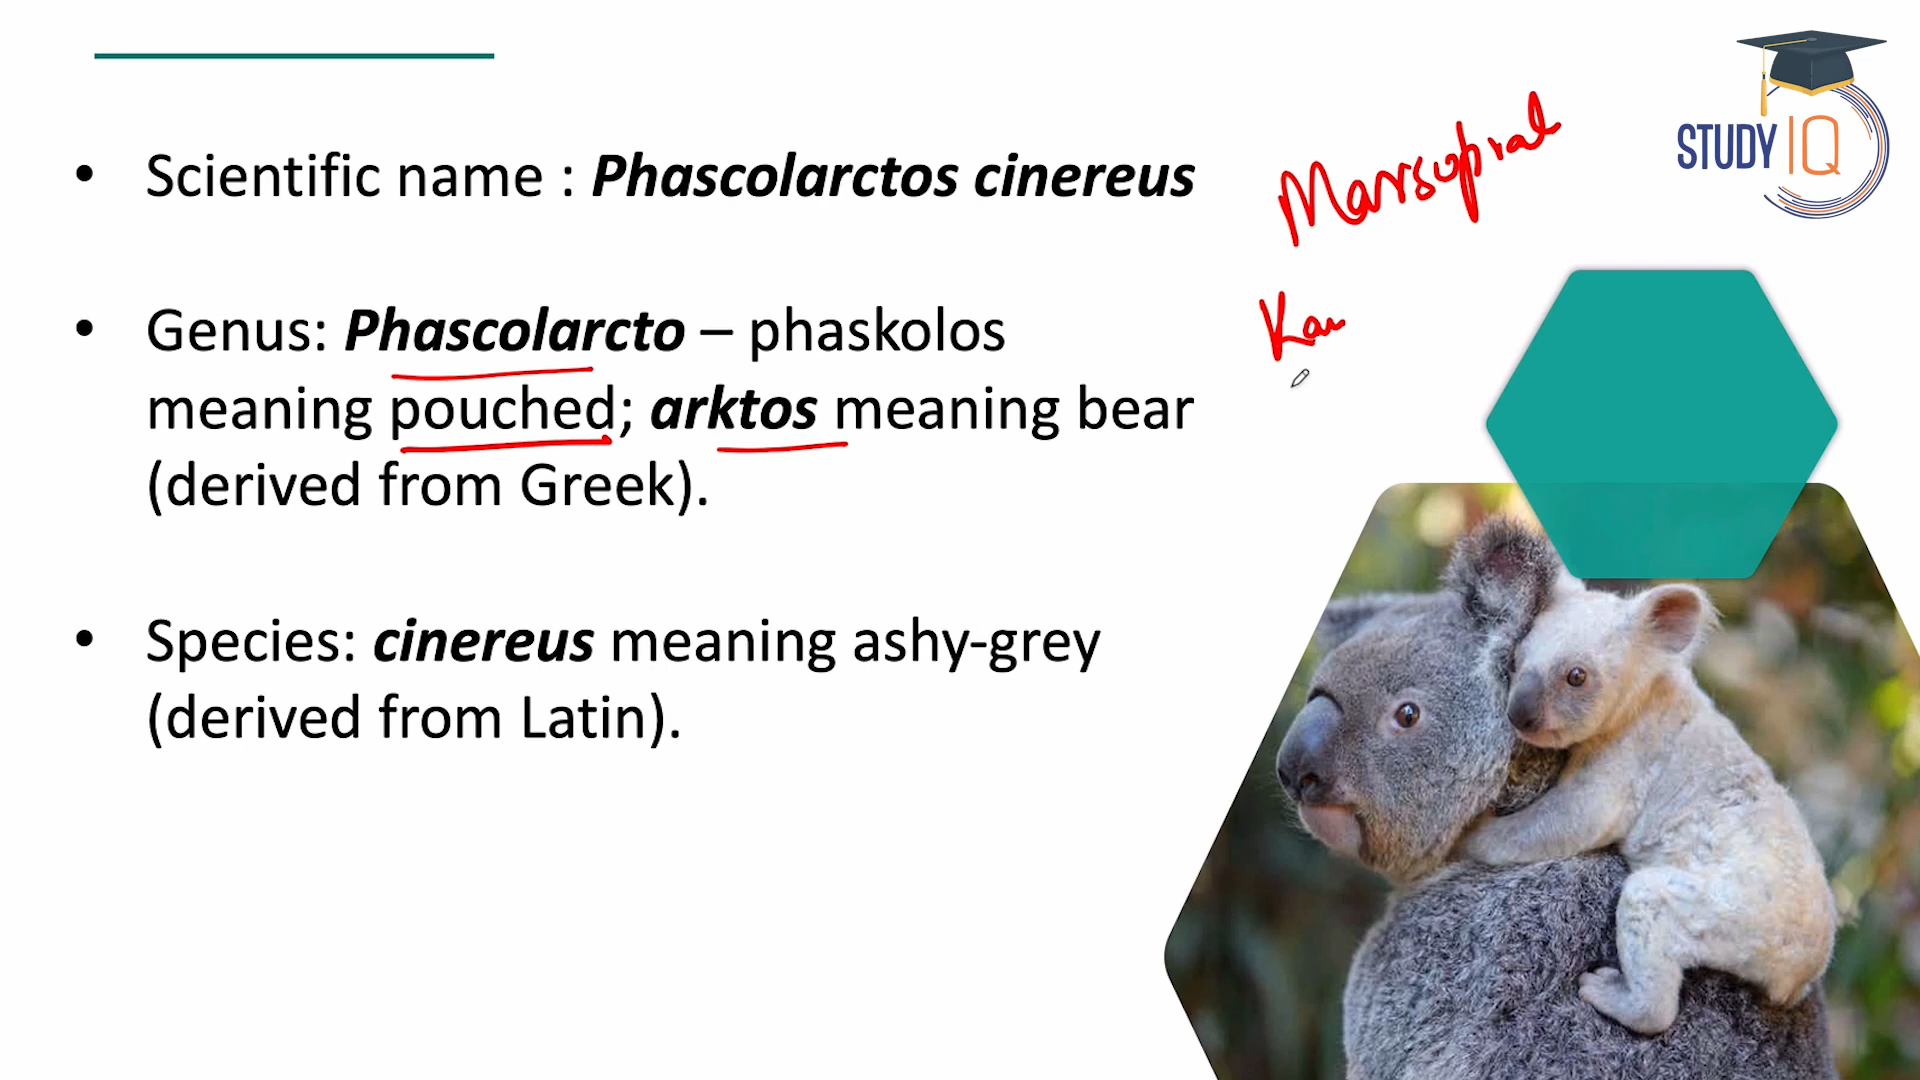 • Scientific name : Phascolarctos cinereus
• Genus: Phascolarcto – phaskolos
meaning pouched; arktos meaning bear
(derived from Greek).
• Species: cinereus meaning ashy-grey
(derived from Latin).
Marsupial
Kan
STUDY IQ